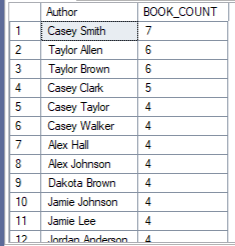 Author BOOK_COUNT
1 Casey Smith 7
2 Taylor Allen 6
3 Taylor Brown 6
4 Casey Clark 5
5 Casey Taylor 4
6 Casey Walker 4
7 Alex Hall 4
8 Alex Johnson 4
9 Dakota Brown 4
10 Jamie Johnson 4
11 Jamie Lee 4
12 Jordan Anderson 4